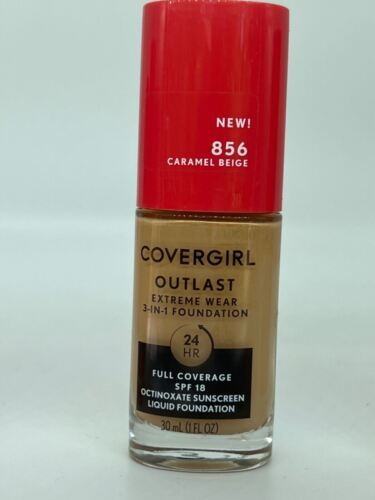 NEW!
856
CARAMEL BEIGE
COVERGIRL
OUTLAST
EXTREME WEAR
3-IN-1 FOUNDATION
24
HR
FULL COVERAGE
SPF 18
OCTINOXATE SUNSCREEN
LIQUID FOUNDATION
30 mL (1 FL OZ)